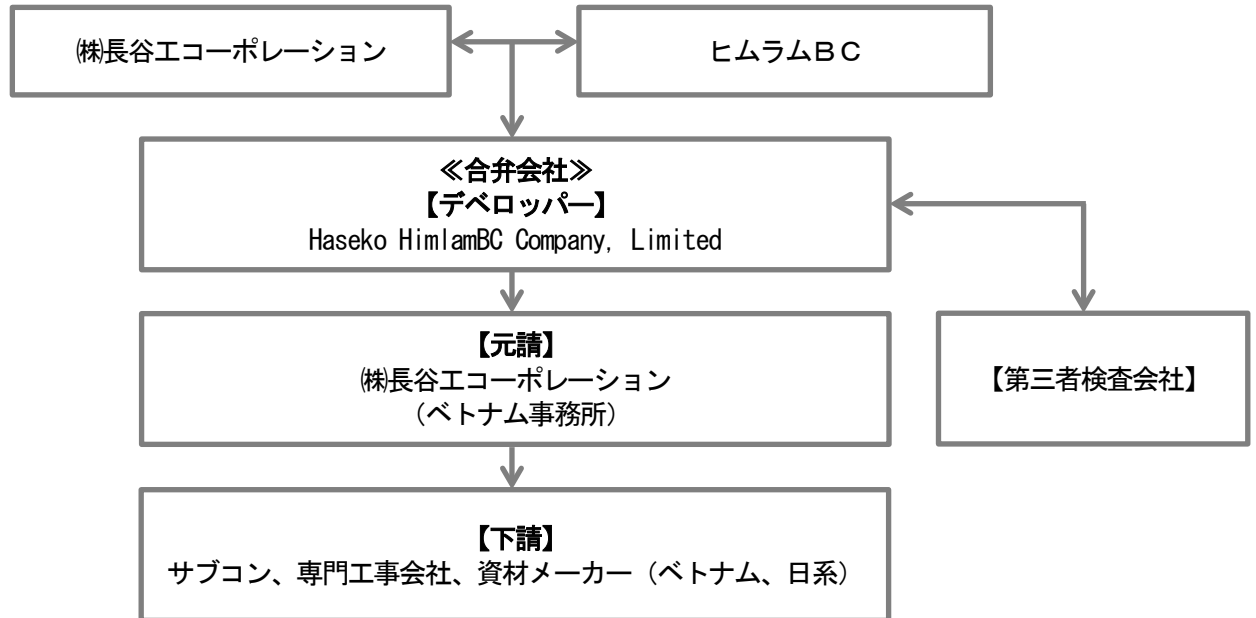 ㈱長谷工コーポレーション
ヒムラムＢＣ
≪合弁会社≫
【デベロッパー】
Haseko HimlamBC Company, Limited
【元請】
㈱長谷工コーポレーション
（ベトナム事務所）
【第三者検査会社】
【下請】
サブコン、専門工事会社、資材メーカー（ベトナム、日系）